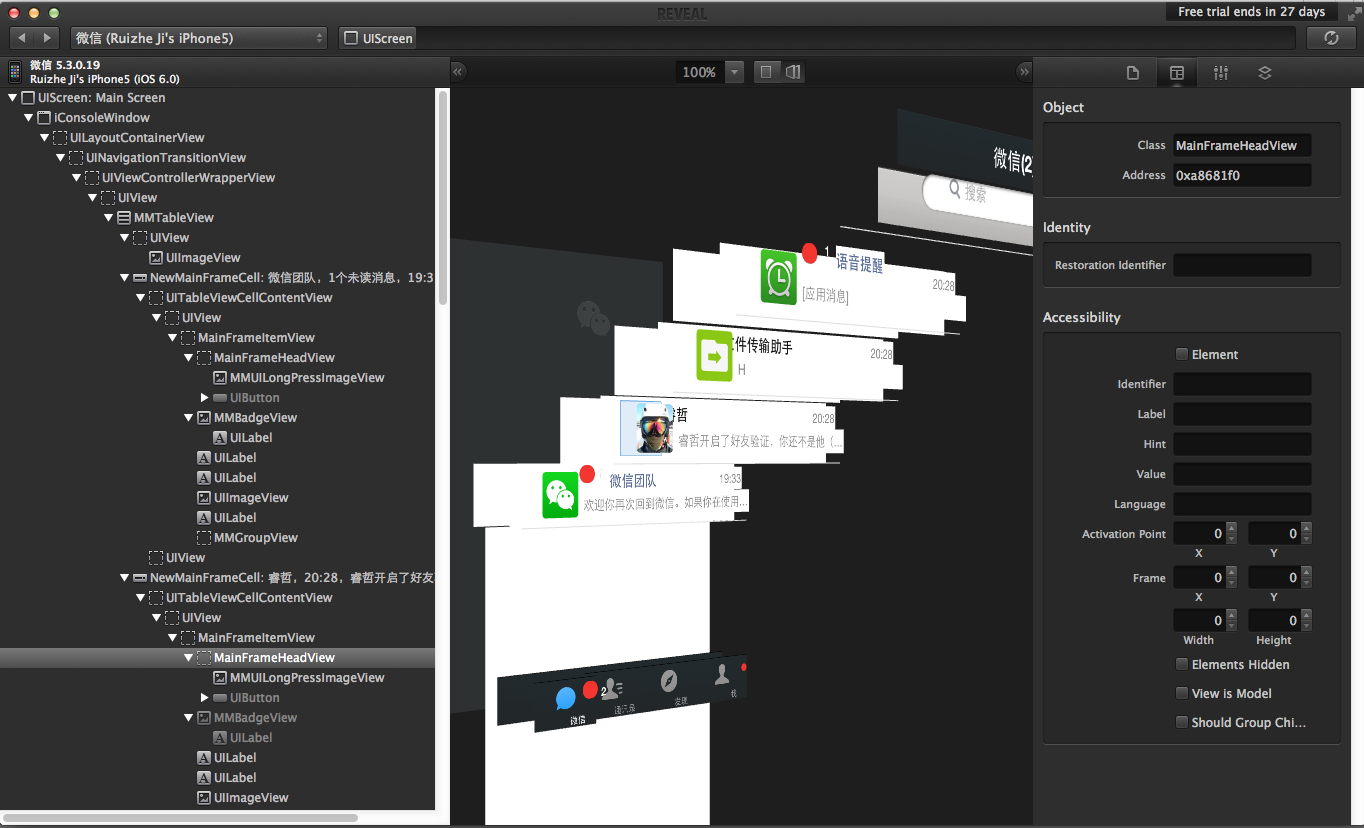 REVEAL
Free trial ends in 27 days
微信 (Ruizhe Ji's iPhone5)
UIScreen
微信 5.3.0.19
Ruizhe Ji's iPhone5 (iOS 6.0)
100%
UIScreen: Main Screen
iConsoleWindow
UILayoutContainerView
UINavigationTransitionView
UIViewControllerWrapperView
UIView
MMTableView
UIView
UIImageView
NewMainFrameCell: 微信团队，1个未读消息，19:3
UITableViewCellContentView
UIView
MainFrameItemView
MainFrameHeadView
MMUILongPressImageView
UIButton
MMBadgeView
UILabel
UILabel
UILabel
UIImageView
UILabel
MMGroupView
UIView
NewMainFrameCell: 睿哲，20:28，睿哲开启了好友
UITableViewCellContentView
UIView
MainFrameItemView
MainFrameHeadView
MMUILongPressImageView
UIButton
MMBadgeView
UILabel
UILabel
UILabel
UIImageView
微信(2)
搜索
1
语音提醒
20:28
[应用消息]
件传输助手
20:28
H
哲
20:28
睿哲开启了好友验证，你还不是他（...
微信团队
19:33
欢迎你再次回到微信。如果你在使用...
2
微信
通讯录
发现
我
Object
Class MainFrameHeadView
Address 0xa8681f0
Identity
Restoration Identifier
Accessibility
Element
Identifier
Label
Hint
Value
Language
Activation Point 0 0
X Y
Frame 0 0
X Y
0 0
Width Height
Elements Hidden
View is Model
Should Group Chi...